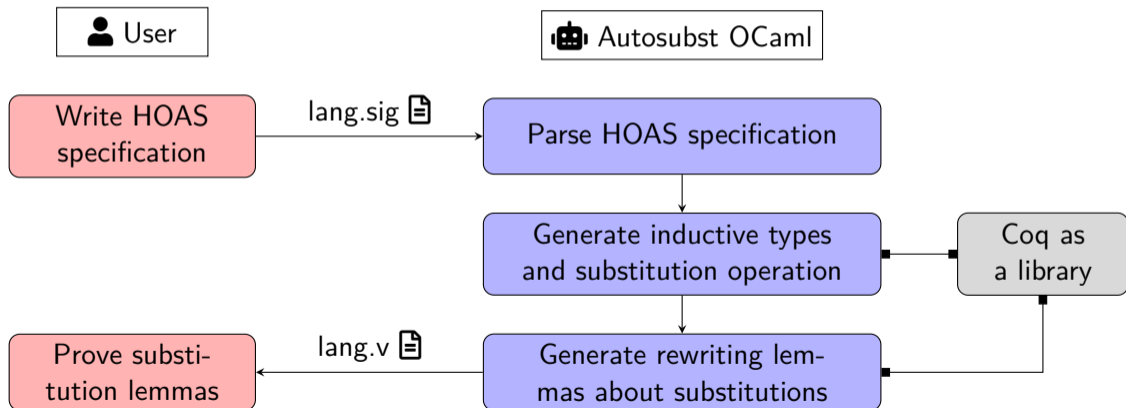 User
Autosubst OCaml
Write HOAS
specification
lang.sig
Parse HOAS specification
Generate inductive types
and substitution operation
Coq as
a library
Prove substi-
tution lemmas
lang.v
Generate rewriting lem-
mas about substitutions